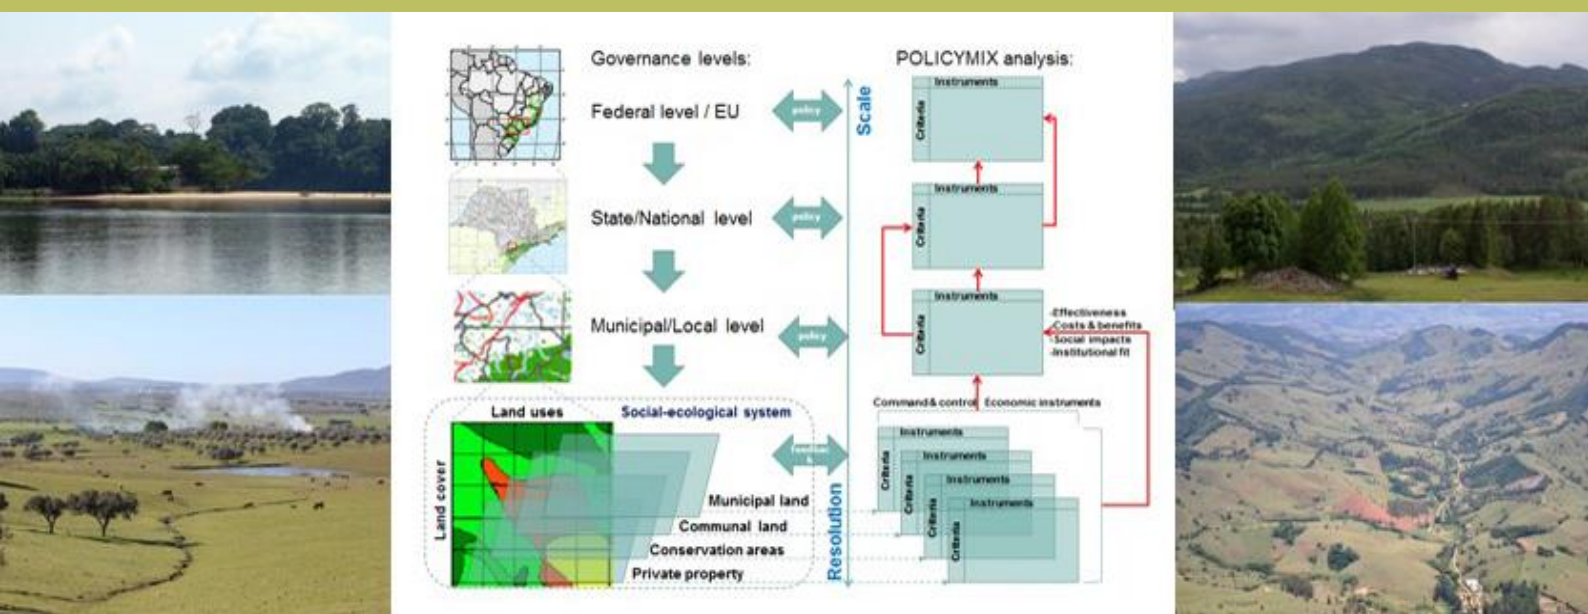 Governance levels:
POLICYMIX analysis:
Federal level / EU
policy
Scale
Instruments
Criteria
State/National level
policy
Instruments
Criteria
Municipal/Local level
policy
Instruments
Criteria
-Effectiveness
-Costs & benefits
-Social impacts
-Institutional fit
Command & control
Economic instruments
Land uses
Social-ecological system
Land cover
feedback
Resolution
Municipal land
Communal land
Conservation areas
Private property
Instruments
Criteria
Instruments
Criteria
Instruments
Criteria
Instruments
Criteria